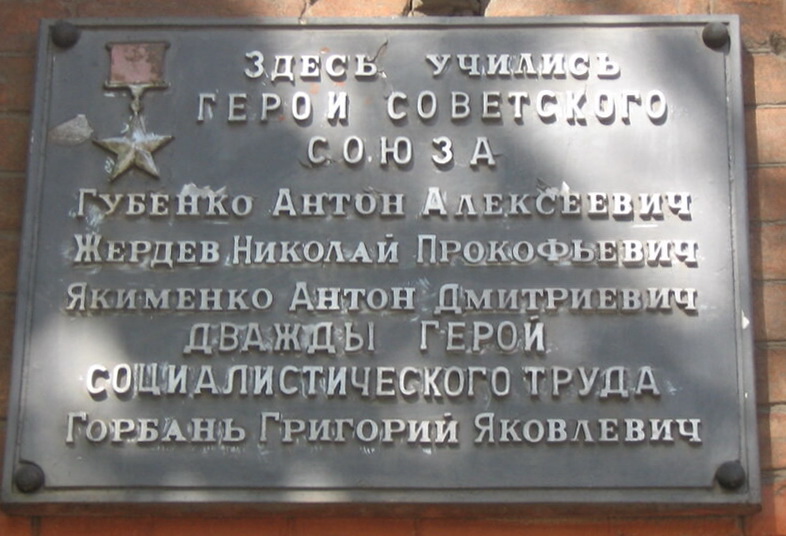 ЗДЕСЬ УЧИЛИСЬ
ГЕРОИ СОВЕТСКОГО
СОЮЗА
ГУБЕНКО АНТОН АЛЕКСЕЕВИЧ
ЖЕРДЕВ НИКОЛАЙ ПРОКОФЬЕВИЧ
ЯКИМЕНКО АНТОН ДМИТРИЕВИЧ
ДВАЖДЫ ГЕРОЙ
СОЦИАЛИСТИЧЕСКОГО ТРУДА
ГОРБАНЬ ГРИГОРИЙ ЯКОВЛЕВИЧ